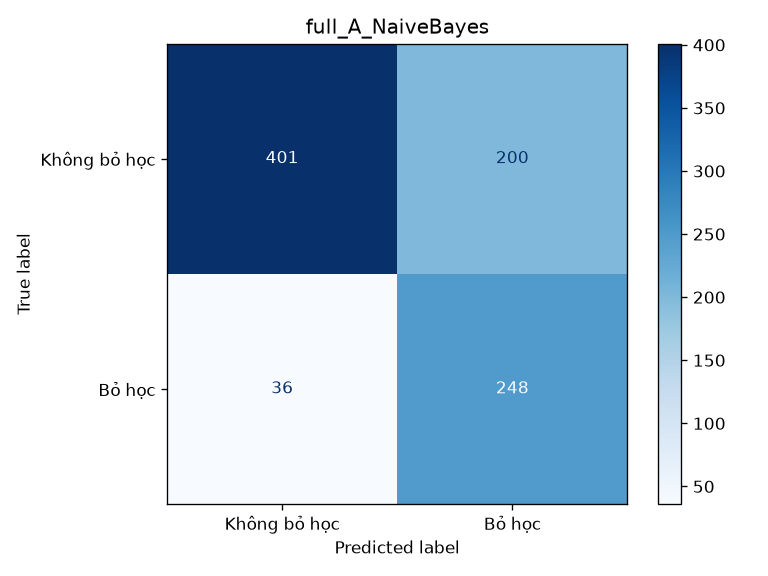 full_A_NaiveBayes
True label
Không bỏ học
401
200
Bỏ học
36
248
Không bỏ học
Bỏ học
Predicted label
400
350
300
250
200
150
100
50